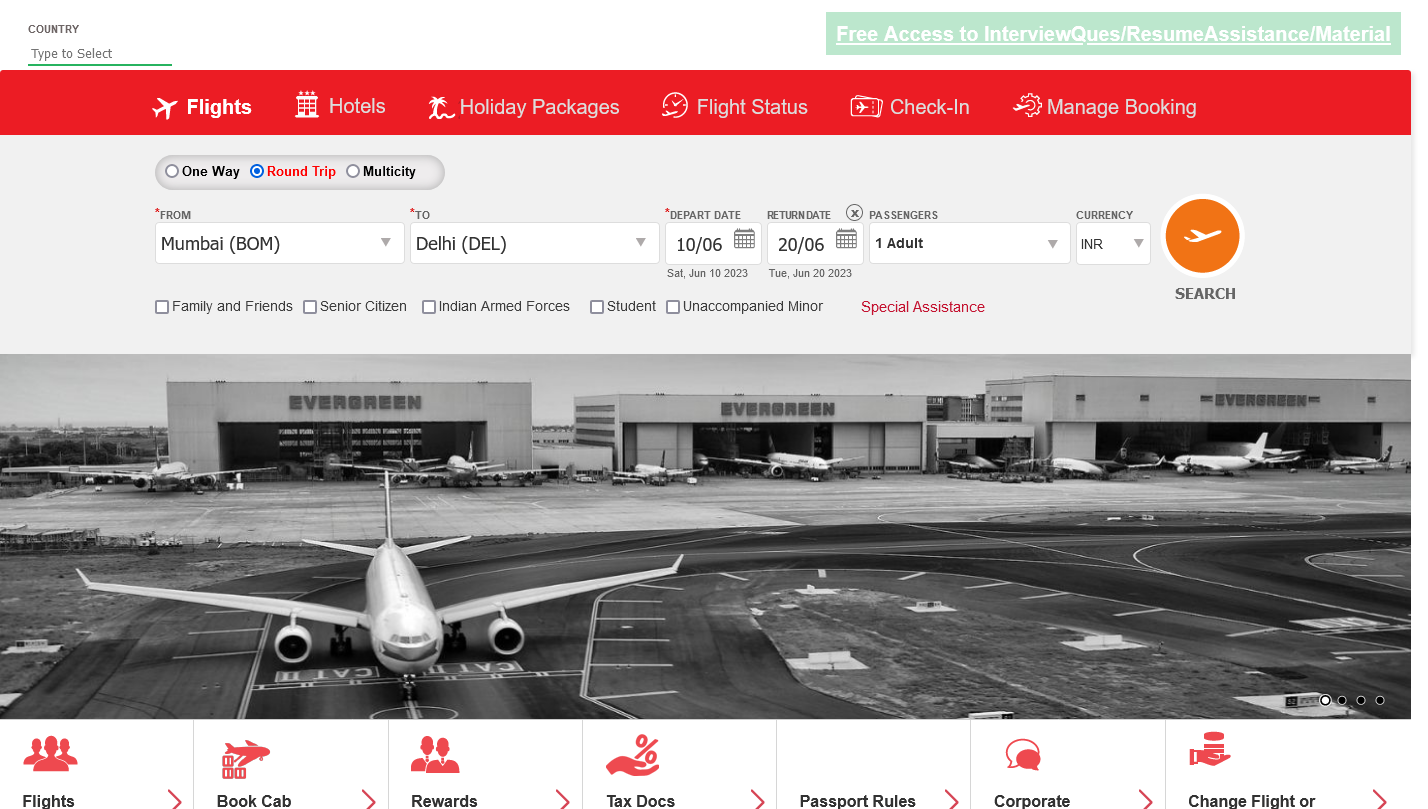 COUNTRY
Type to Select
Free Access to InterviewQues/ResumeAssistance/Material
Flights Hotels Holiday Packages Flight Status Check-In Manage Booking
One Way Round Trip Multicity
*FROM *TO *DEPART DATE RETURNDATE X PASSENGERS CURRENCY
Mumbai (BOM) Delhi (DEL) 10/06 20/06 1 Adult INR
Sat, Jun 10 2023 Tue, Jun 20 2023
SEARCH
Family and Friends Senior Citizen Indian Armed Forces Student Unaccompanied Minor Special Assistance
EVERGREEN EVERGREEN EVERGREEN
CAT II CAT II
Flights Book Cab Rewards Tax Docs Passport Rules Corporate Change Flight or